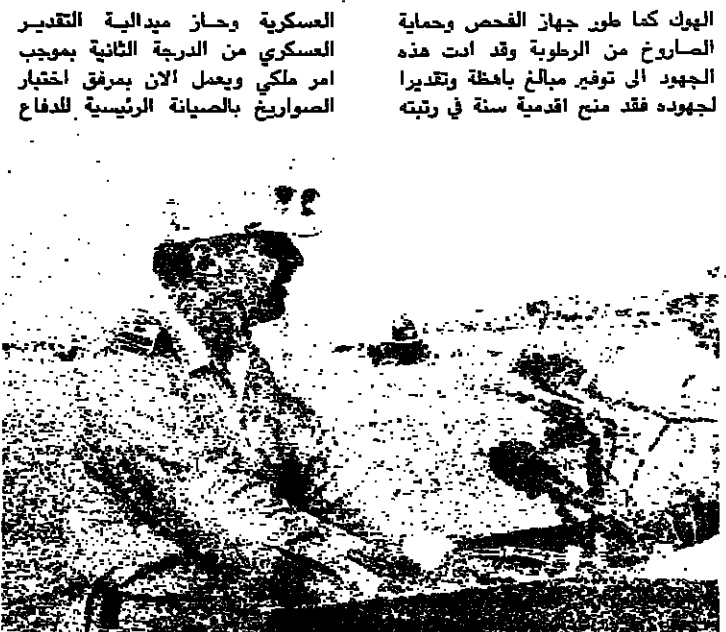 الهوك كما طور جهاز الفحص وحماية
الصاروخ من الرطوبة وقد ادت هذه
الجهود الى توفير مبالغ باهظة وتقديرا
لجهوده فقد منح اقدمية سنة في رتبته
العسكرية وحاز ميدالية التقدير
العسكري من الدرجة الثانية بموجب
امر ملكي ويعمل الان بمرفق اختبار
الصواريخ بالصيانة الرئيسية للدفاع